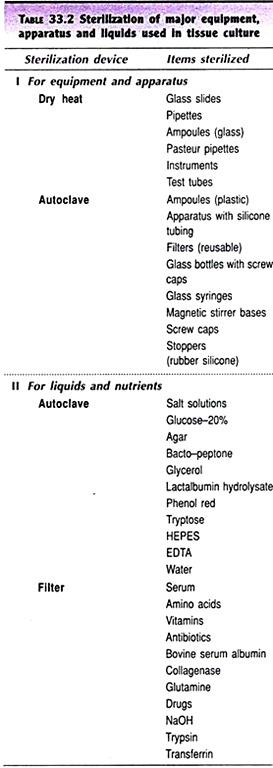 TABLE 33.2 Sterilization of major equipment,
apparatus and liquids used in tissue culture
Sterilization device Items sterilized
I For equipment and apparatus
Dry heat Glass slides
Pipettes
Ampoules (glass)
Pasteur pipettes
Instruments
Test tubes
Autoclave Ampoules (plastic)
Apparatus with silicone
tubing
Filters (reusable)
Glass bottles with screw
caps
Glass syringes
Magnetic stirrer bases
Screw caps
Stoppers
(rubber silicone)
II For liquids and nutrients
Autoclave Salt solutions
Glucose–20%
Agar
Bacto–peptone
Glycerol
Lactalbumin hydrolysate
Phenol red
Tryptose
HEPES
EDTA
Water
Filter Serum
Amino acids
Vitamins
Antibiotics
Bovine serum albumin
Collagenase
Glutamine
Drugs
NaOH
Trypsin
Transferrin